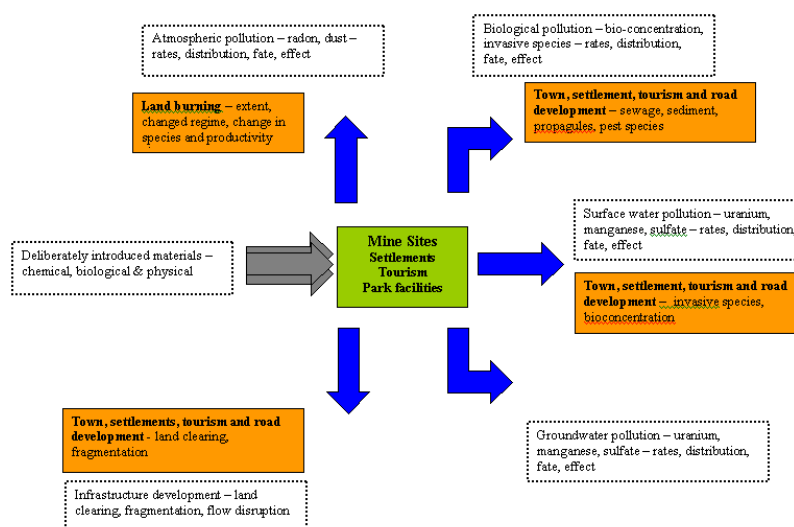 Atmospheric pollution – radon, dust –
rates, distribution, fate, effect
Biological pollution – bio-concentration,
invasive species – rates, distribution,
fate, effect
Land burning – extent,
changed regime, change in
species and productivity
Town, settlement, tourism and road
development – sewage, sediment,
propagules, pest species
Deliberately introduced materials –
chemical, biological & physical
Mine Sites
Settlements
Tourism
Park facilities
Surface water pollution – uranium,
manganese, sulfate – rates, distribution,
fate, effect
Town, settlement, tourism and road
development – invasive species,
bioconcentration
Town, settlements, tourism and road
development - land clearing,
fragmentation
Infrastructure development – land
clearing, fragmentation, flow disruption
Groundwater pollution – uranium,
manganese, sulfate – rates, distribution,
fate, effect